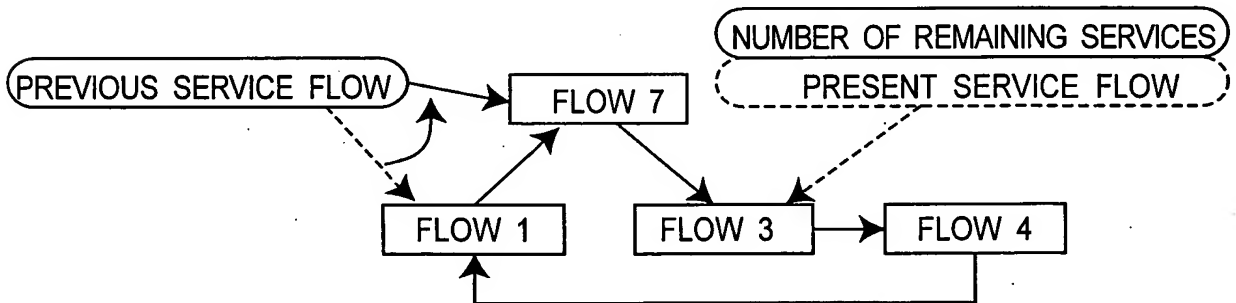 NUMBER OF REMAINING SERVICES
PREVIOUS SERVICE FLOW
PRESENT SERVICE FLOW
FLOW 7
FLOW 1
FLOW 3
FLOW 4